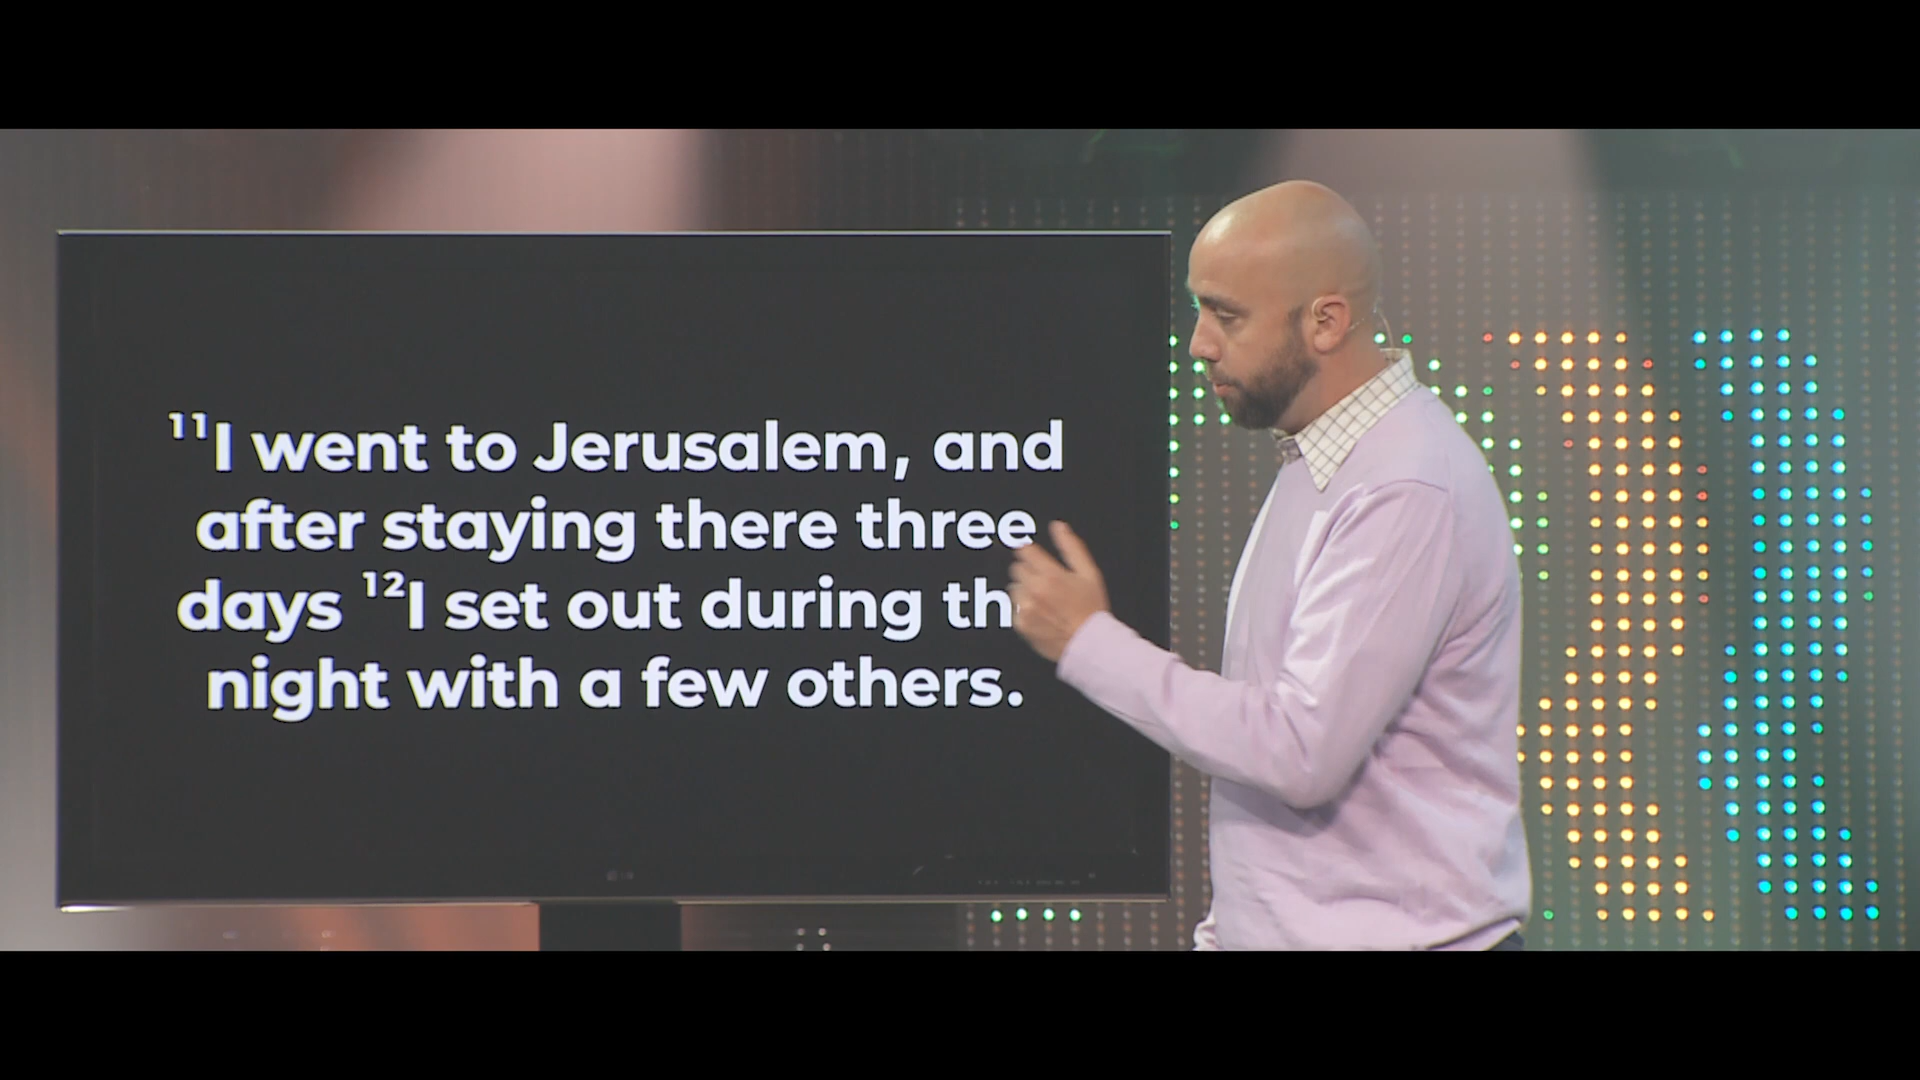 ¹¹I went to Jerusalem, and
after staying there three
days ¹²I set out during th
night with a few others.